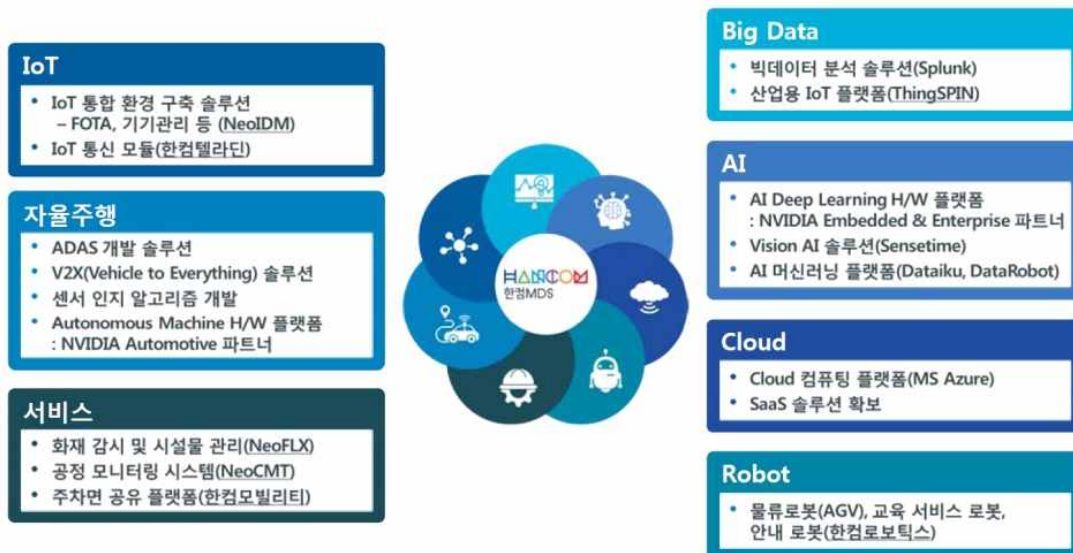 IoT
• IoT 통합 환경 구축 솔루션
– FOTA, 기기관리 등 (NeoIDM)
• IoT 통신 모듈(한컴텔라딘)
자율주행
• ADAS 개발 솔루션
• V2X(Vehicle to Everything) 솔루션
• 센서 인지 알고리즘 개발
• Autonomous Machine H/W 플랫폼
: NVIDIA Automotive 파트너
서비스
• 화재 감시 및 시설물 관리(NeoFLX)
• 공정 모니터링 시스템(NeoCMT)
• 주차면 공유 플랫폼(한컴모빌리티)
HANCOM
한컴MDS
Big Data
• 빅데이터 분석 솔루션(Splunk)
• 산업용 IoT 플랫폼(ThingSPIN)
AI
• AI Deep Learning H/W 플랫폼
: NVIDIA Embedded & Enterprise 파트너
• Vision AI 솔루션(Sensetime)
• AI 머신러닝 플랫폼(Dataiku, DataRobot)
Cloud
• Cloud 컴퓨팅 플랫폼(MS Azure)
• SaaS 솔루션 확보
Robot
• 물류로봇(AGV), 교육 서비스 로봇,
안내 로봇(한컴로보틱스)